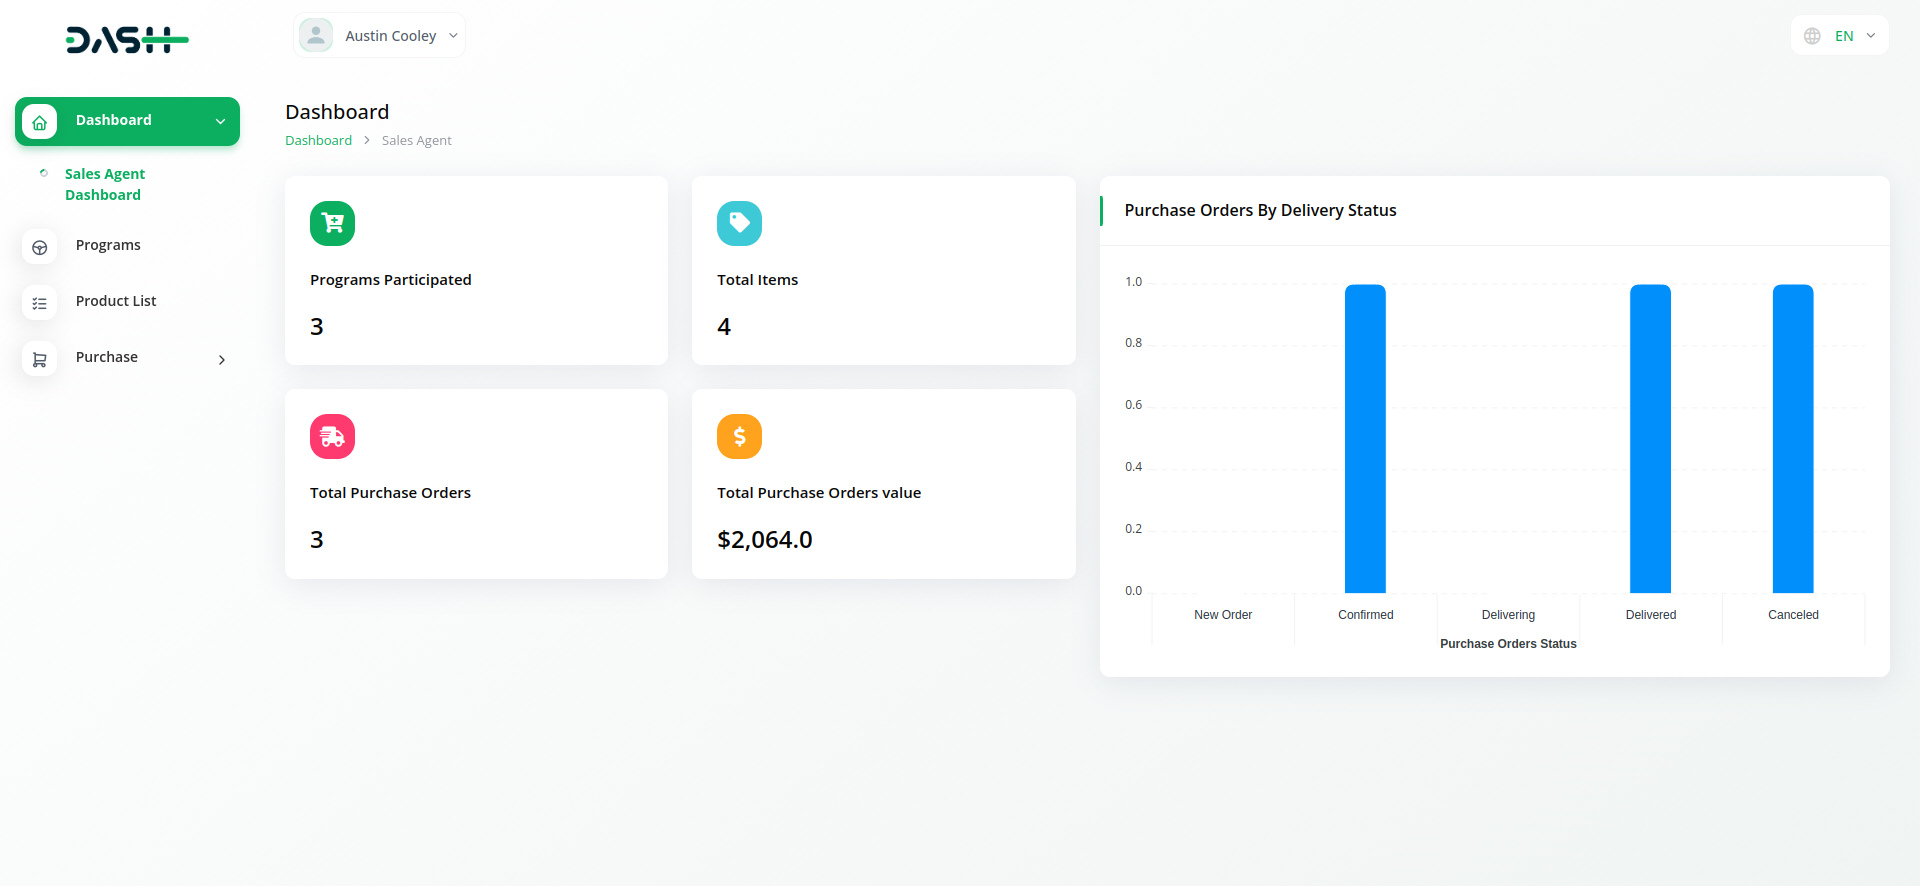 DASH
Austin Cooley
EN
Dashboard
Sales Agent
Dashboard
Programs
Product List
Purchase
Dashboard
Dashboard > Sales Agent
Programs Participated
3
Total Items
4
Total Purchase Orders
3
Total Purchase Orders value
$2,064.0
Purchase Orders By Delivery Status
1.0
0.8
0.6
0.4
0.2
0.0
New Order Confirmed Delivering Delivered Canceled
Purchase Orders Status